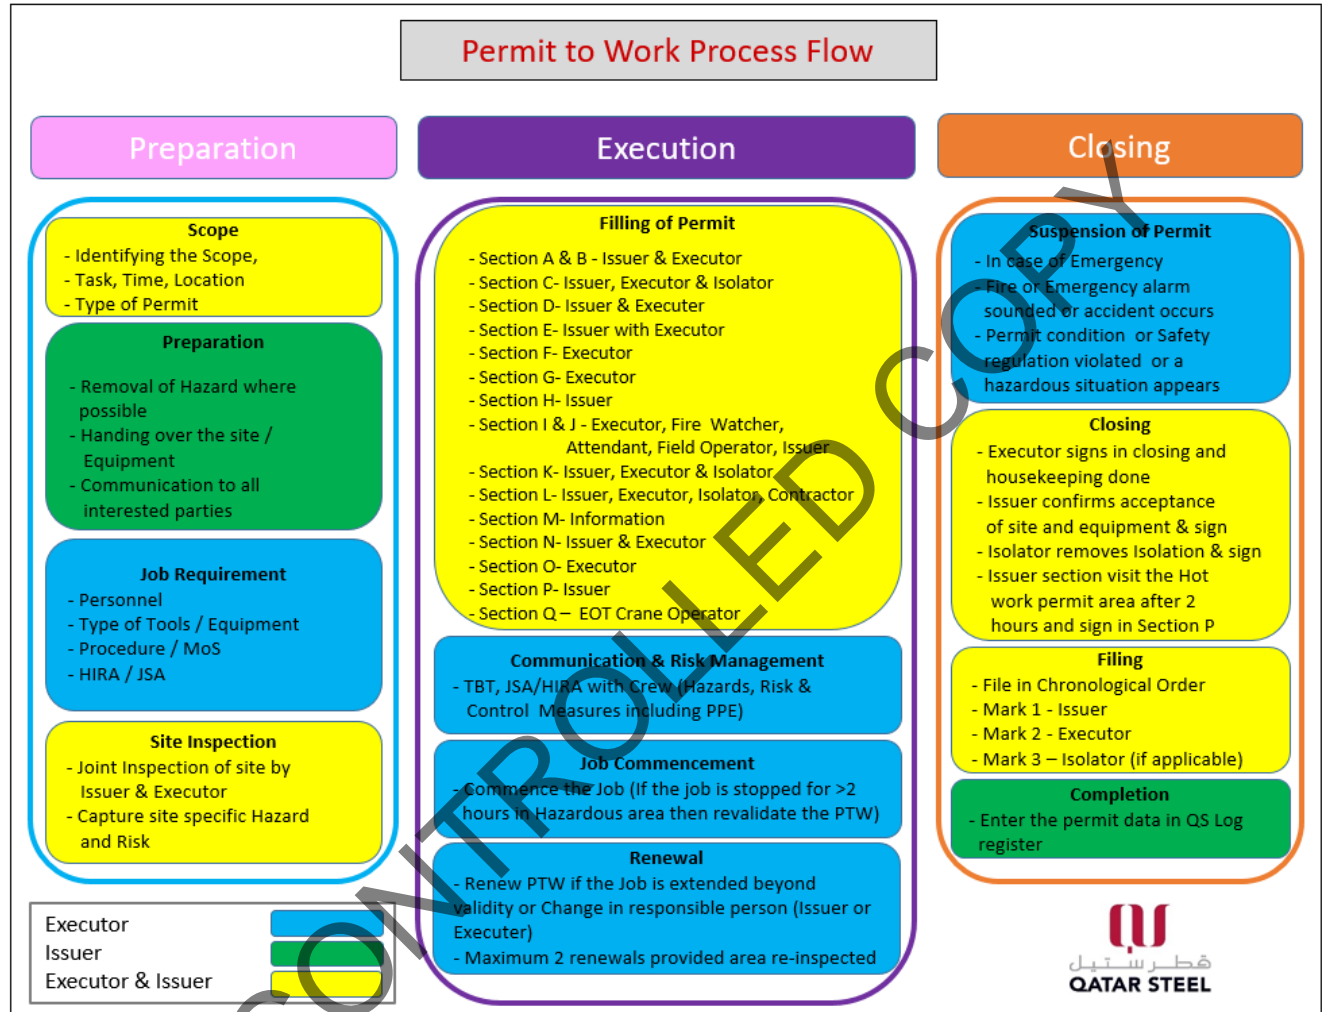 Permit to Work Process Flow
Preparation
Scope
- Identifying the Scope,
- Task, Time, Location
- Type of Permit
Preparation
- Removal of Hazard where
possible
- Handing over the site /
Equipment
- Communication to all
interested parties
Job Requirement
- Personnel
- Type of Tools / Equipment
- Procedure / MoS
- HIRA / JSA
Site Inspection
- Joint Inspection of site by
Issuer & Executor
- Capture site specific Hazard
and Risk
Executor
Issuer
Executor & Issuer
Execution
Filling of Permit
- Section A & B - Issuer & Executor
- Section C- Issuer, Executor & Isolator
- Section D- Issuer & Executer
- Section E- Issuer with Executor
- Section F- Executor
- Section G- Executor
- Section H- Issuer
- Section I & J - Executor, Fire Watcher,
Attendant, Field Operator, Issuer
- Section K- Issuer, Executor & Isolator
- Section L- Issuer, Executor, Isolator, Contractor
- Section M- Information
- Section N- Issuer & Executor
- Section O- Executor
- Section P- Issuer
- Section Q – EOT Crane Operator
Communication & Risk Management
- TBT, JSA/HIRA with Crew (Hazards, Risk &
Control Measures including PPE)
Job Commencement
- Commence the Job (If the job is stopped for >2
hours in Hazardous area then revalidate the PTW)
Renewal
- Renew PTW if the Job is extended beyond
validity or Change in responsible person (Issuer or
Executer)
- Maximum 2 renewals provided area re-inspected
Closing
Suspension of Permit
- In case of Emergency
- Fire or Emergency alarm
sounded or accident occurs
- Permit condition or Safety
regulation violated or a
hazardous situation appears
Closing
- Executor signs in closing and
housekeeping done
- Issuer confirms acceptance
of site and equipment & sign
- Isolator removes Isolation & sign
- Issuer section visit the Hot
work permit area after 2
hours and sign in Section P
Filing
- File in Chronological Order
- Mark 1 - Issuer
- Mark 2 - Executor
- Mark 3 – Isolator (if applicable)
Completion
- Enter the permit data in QS Log
register
QS
قطر ستيل
QATAR STEEL
CONTROLLED COPY